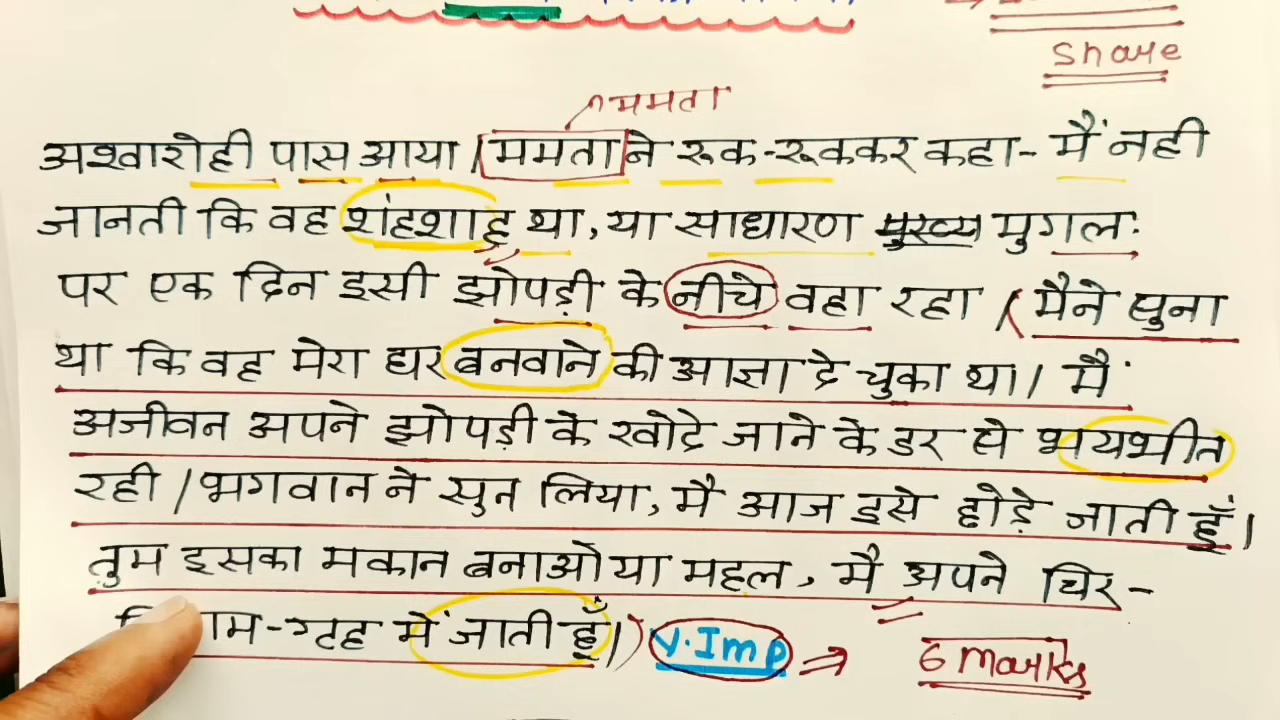 Share
ममता
अश्वारोही पास आया। ममता ने रूक-रूककर कहा- मैं नही
जानती कि वह शंहशाह था, या साधारण मुगल:
पर एक दिन इसी झोपड़ी के नीचे वहा रहा (मैने सुना
था कि वह मेरा घर बनवाने की आज्ञा दे चुका था। मैं
अजीवन अपने झोपड़ी के खोदे जाने के डर से भयभीत
रही। भगवान ने सुन लिया, मै आज इसे छोड़े जाती हूँ।
तुम इसका मकान बनाओ या महल, मै अपने चिर-
गृह में जाती हूँ।) V.Imp
6 marks